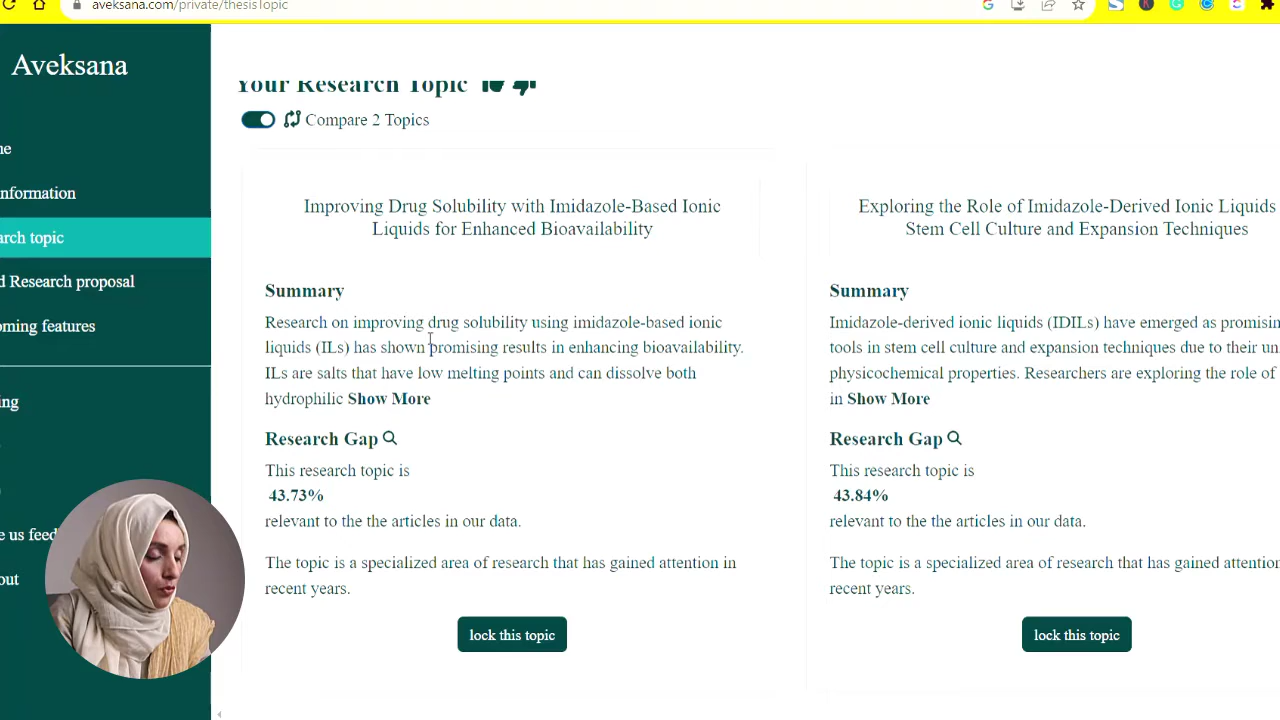 aveksana.com/private/thesisTopic
Aveksana
ne
nformation
arch topic
d Research proposal
oming features
ing
e us feed
out
Your Research Topic
Compare 2 Topics
Improving Drug Solubility with Imidazole-Based Ionic
Liquids for Enhanced Bioavailability
Summary
Research on improving drug solubility using imidazole-based ionic
liquids (ILs) has shown promising results in enhancing bioavailability.
ILs are salts that have low melting points and can dissolve both
hydrophilic Show More
Research Gap
This research topic is
43.73%
relevant to the the articles in our data.
The topic is a specialized area of research that has gained attention in
recent years.
lock this topic
Exploring the Role of Imidazole-Derived Ionic Liquids
Stem Cell Culture and Expansion Techniques
Summary
Imidazole-derived ionic liquids (IDILs) have emerged as promisin
tools in stem cell culture and expansion techniques due to their un
physicochemical properties. Researchers are exploring the role of
in Show More
Research Gap
This research topic is
43.84%
relevant to the the articles in our data.
The topic is a specialized area of research that has gained attention
recent years.
lock this topic